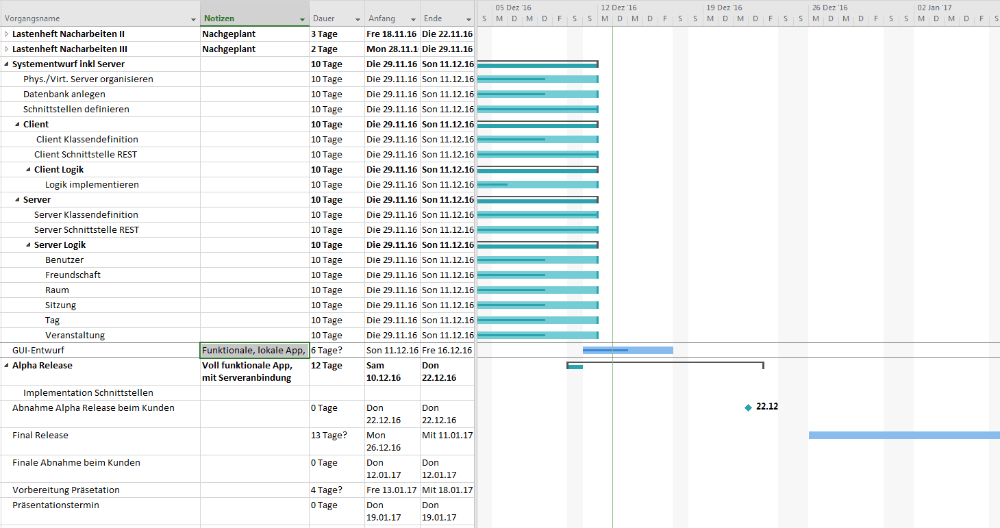 05 Dez '16 12 Dez '16 19 Dez '16 26 Dez '16 02 Jan '17
Vorgangsname Notizen Dauer Anfang Ende S M D M D F S S M D M D F S S M D M D F S S M D M D F S S M D M D F S
Lastenheft Nacharbeiten II Nachgeplant 3 Tage Fre 18.11.16 Die 22.11.16
Lastenheft Nacharbeiten III Nachgeplant 2 Tage Mon 28.11.1 Die 29.11.16
Systementwurf inkl Server 10 Tage Die 29.11.16 Son 11.12.16
Phys./Virt. Server organisieren 10 Tage Die 29.11.16 Son 11.12.16
Datenbank anlegen 10 Tage Die 29.11.16 Son 11.12.16
Schnittstellen definieren 10 Tage Die 29.11.16 Son 11.12.16
Client 10 Tage Die 29.11.16 Son 11.12.16
Client Klassendefinition 10 Tage Die 29.11.16 Son 11.12.16
Client Schnittstelle REST 10 Tage Die 29.11.16 Son 11.12.16
Client Logik 10 Tage Die 29.11.16 Son 11.12.16
Logik implementieren 10 Tage Die 29.11.16 Son 11.12.16
Server 10 Tage Die 29.11.16 Son 11.12.16
Server Klassendefinition 10 Tage Die 29.11.16 Son 11.12.16
Server Schnittstelle REST 10 Tage Die 29.11.16 Son 11.12.16
Server Logik 10 Tage Die 29.11.16 Son 11.12.16
Benutzer 10 Tage Die 29.11.16 Son 11.12.16
Freundschaft 10 Tage Die 29.11.16 Son 11.12.16
Raum 10 Tage Die 29.11.16 Son 11.12.16
Sitzung 10 Tage Die 29.11.16 Son 11.12.16
Tag 10 Tage Die 29.11.16 Son 11.12.16
Veranstaltung 10 Tage Die 29.11.16 Son 11.12.16
GUI-Entwurf Funktionale, lokale App, 6 Tage? Son 11.12.16 Fre 16.12.16
Alpha Release Voll funktionale App, 12 Tage Sam Don
mit Serveranbindung 10.12.16 22.12.16
Implementation Schnittstellen
Abnahme Alpha Release beim Kunden 0 Tage Don Don 22.12
22.12.16 22.12.16
Final Release 13 Tage? Mon Mit 11.01.17
26.12.16
Finale Abnahme beim Kunden 0 Tage Don Don
12.01.17 12.01.17
Vorbereitung Präsetation 4 Tage? Fre 13.01.17 Mit 18.01.17
Präsentationstermin 0 Tage Don Don
19.01.17 19.01.17